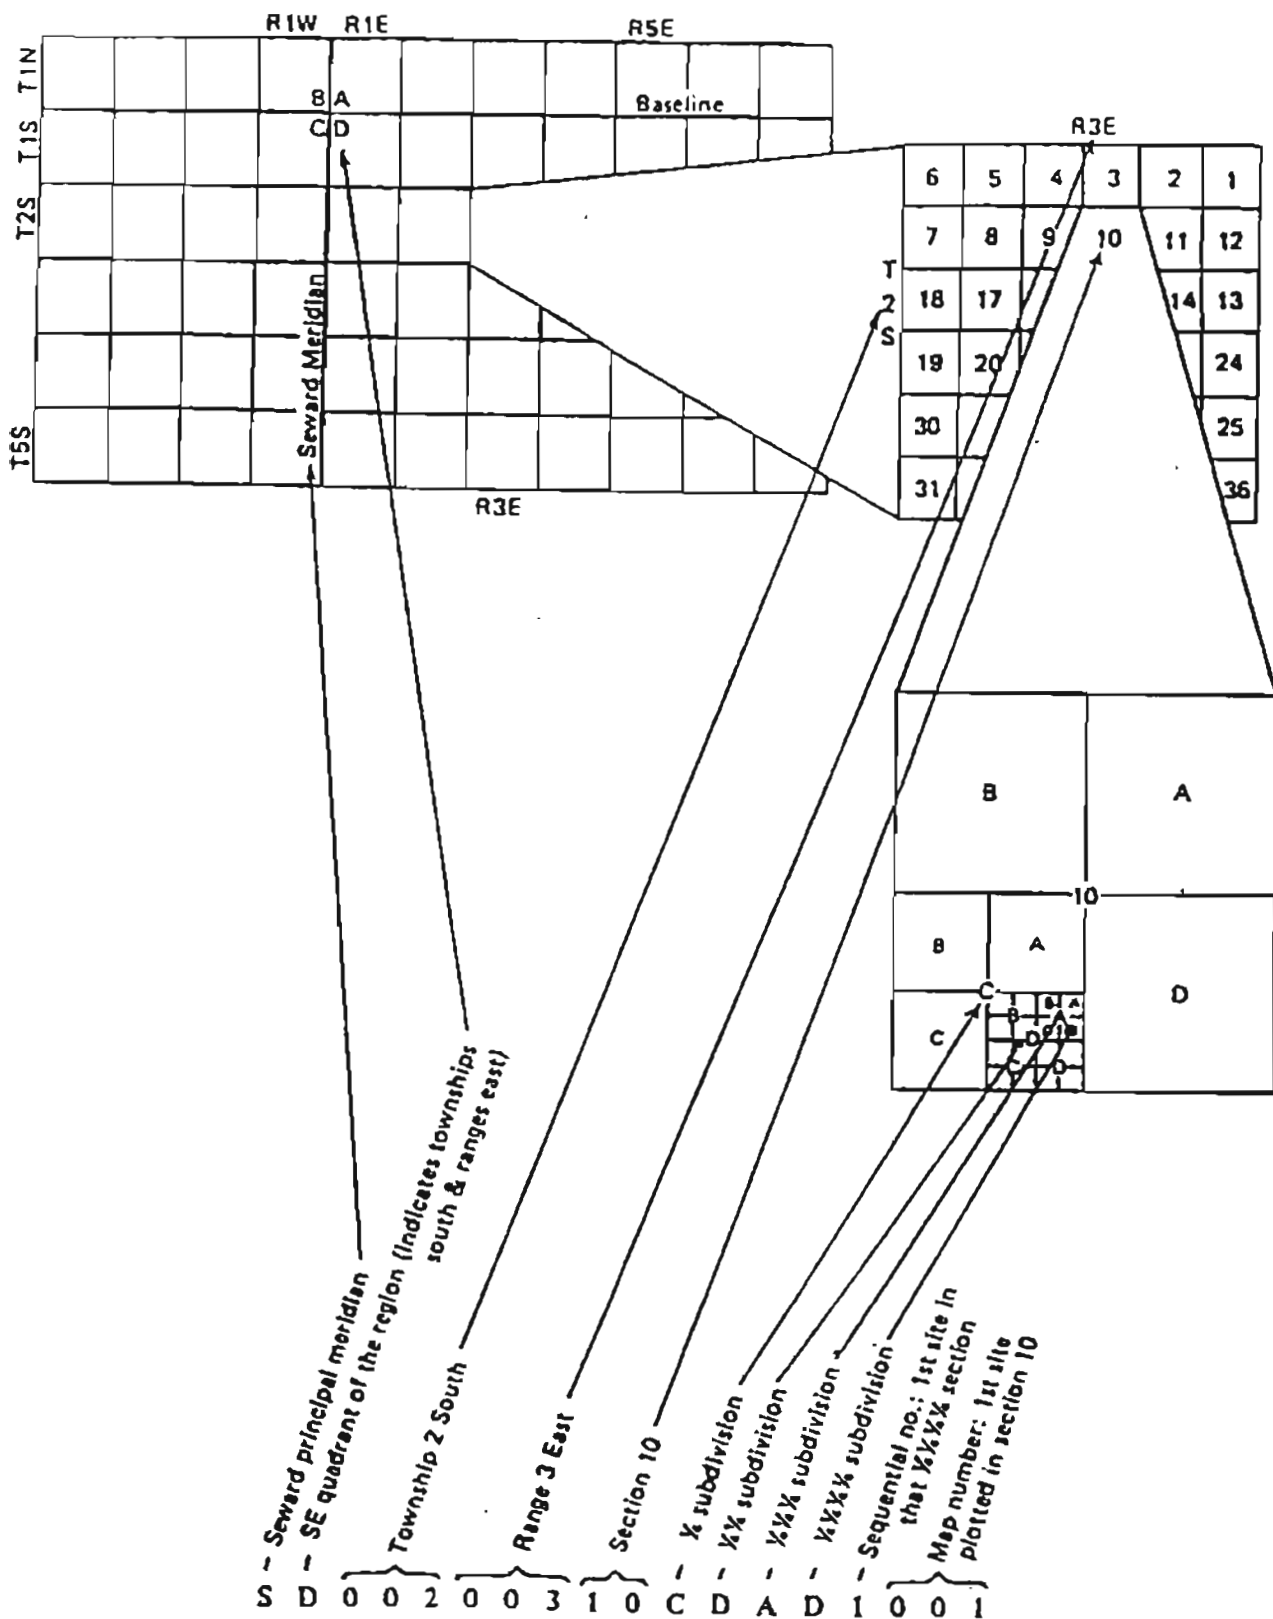 R1W R1E R5E
T1N
B A
Baseline
T1S
C D
R3E
6 5 4 3 2 1
T2S
7 8 9 10 11 12
T
2
S
18 17 14 13
Seward Meridian
19 20 24
30 25
T5S
31 36
R3E
B A
10
B A
C
D
C
B A
B A
D
C D
Seward principal meridian
SE quadrant of the region (indicates townships
south & ranges east)
Township 2 South
Range 3 East
Section 10
¼ subdivision
¼¼ subdivision
¼¼¼ subdivision
¼¼¼¼ subdivision
Sequential no.; 1st site in
that ¼¼¼¼ section
Map number: 1st site
plotted in section 10
S D 0 0 2 0 0 3 1 0 C D A D 1 0 0 1